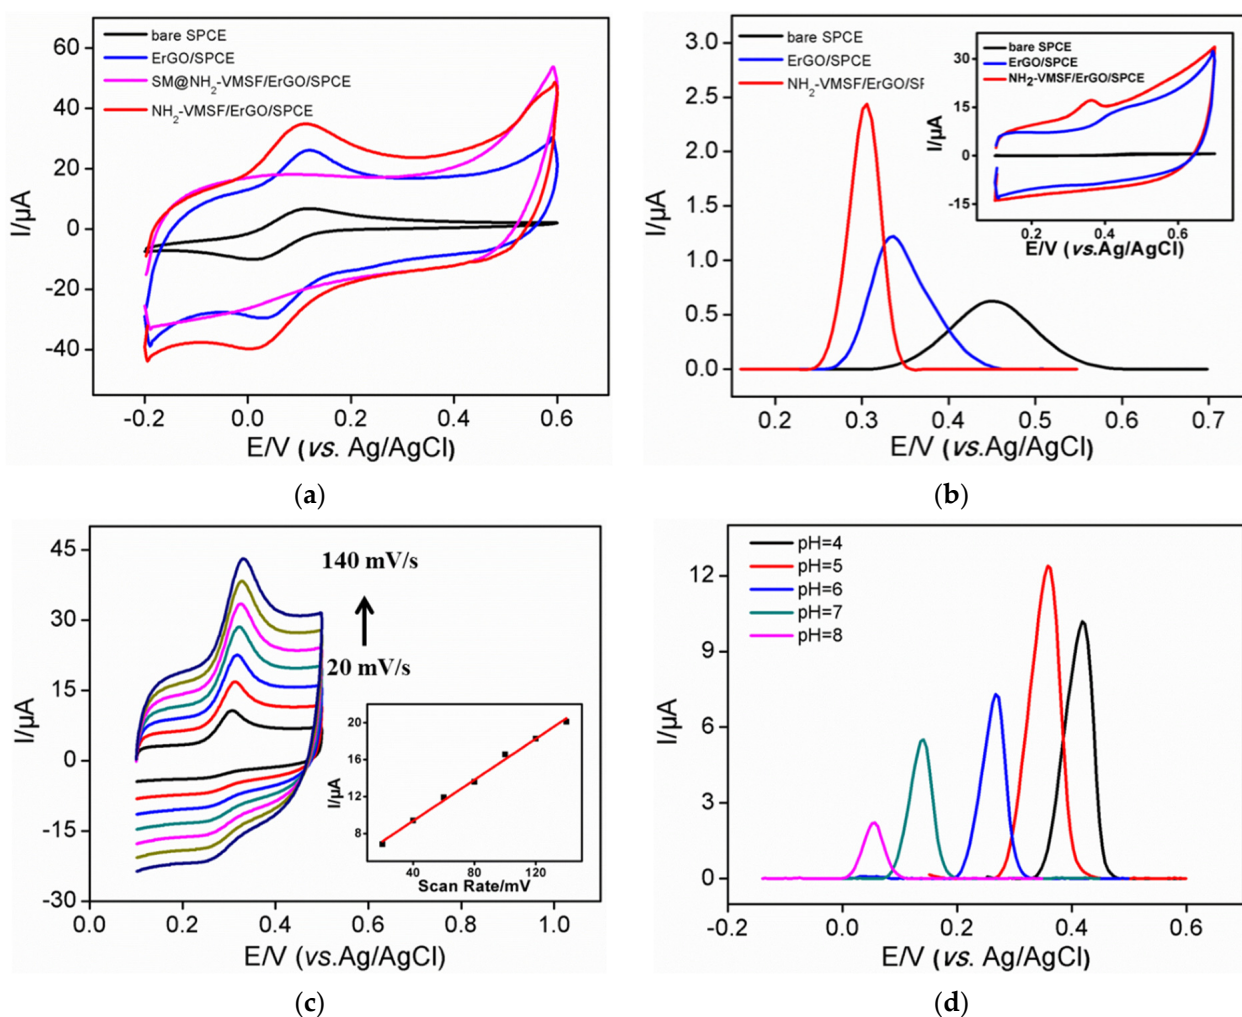 60
40
20
0
-20
-40
I/µA
bare SPCE
ErGO/SPCE
SM@NH2-VMSF/ErGO/SPCE
NH2-VMSF/ErGO/SPCE
-0.2 0.0 0.2 0.4 0.6
E/V (vs. Ag/AgCl)
(a)
3.0
2.5
2.0
1.5
1.0
0.5
0.0
I/µA
bare SPCE
ErGO/SPCE
NH2-VMSF/ErGO/SP
30
15
0
-15
I/µA
bare SPCE
ErGO/SPCE
NH2-VMSF/ErGO/SPCE
0.2 0.4 0.6
E/V (vs.Ag/AgCl)
0.2 0.3 0.4 0.5 0.6 0.7
E/V (vs.Ag/AgCl)
(b)
45
30
15
0
-15
-30
I/µA
140 mV/s
20 mV/s
20
16
12
8
I/µA
40 80 120
Scan Rate/mV
0.0 0.2 0.4 0.6 0.8 1.0
E/V (vs.Ag/AgCl)
(c)
12
9
6
3
0
I/µA
pH=4
pH=5
pH=6
pH=7
pH=8
-0.2 0.0 0.2 0.4 0.6
E/V (vs. Ag/AgCl)
(d)